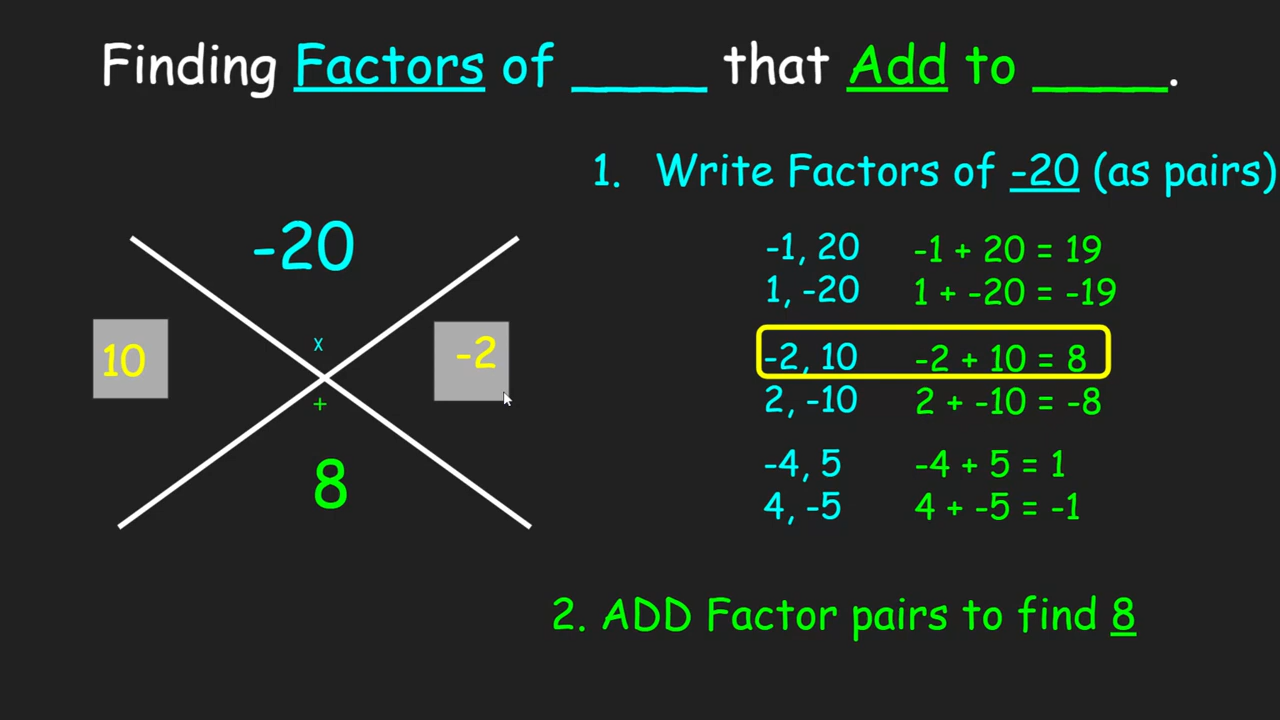 Finding Factors of ____ that Add to ____.
1. Write Factors of -20 (as pairs)
-20
x
10
-2
+
8
-1, 20 -1 + 20 = 19
1, -20 1 + -20 = -19
-2, 10 -2 + 10 = 8
2, -10 2 + -10 = -8
-4, 5 -4 + 5 = 1
4, -5 4 + -5 = -1
2. ADD Factor pairs to find 8